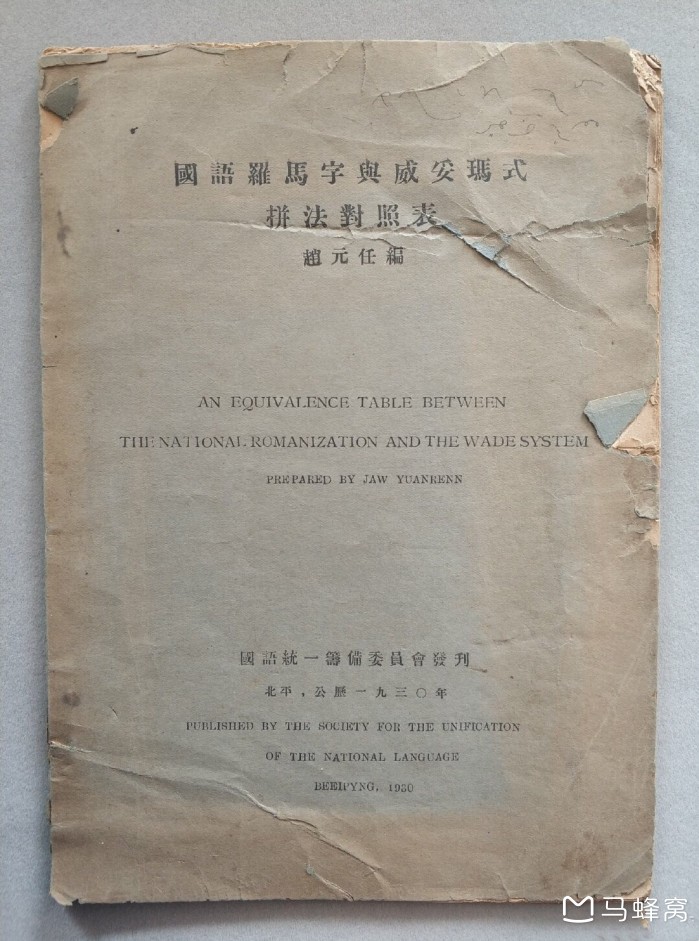 國語羅馬字與威妥瑪式
拼法對照表
趙元任編
AN EQUIVALENCE TABLE BETWEEN
THE NATIONAL ROMANIZATION AND THE WADE SYSTEM
PREPARED BY JAW YUANRENN
國語統一籌備委員會發刊
北平,公歷一九三〇年
PUBLISHED BY THE SOCIETY FOR THE UNIFICATION
OF THE NATIONAL LANGUAGE
BEEIPYNG, 1930
马蜂窝